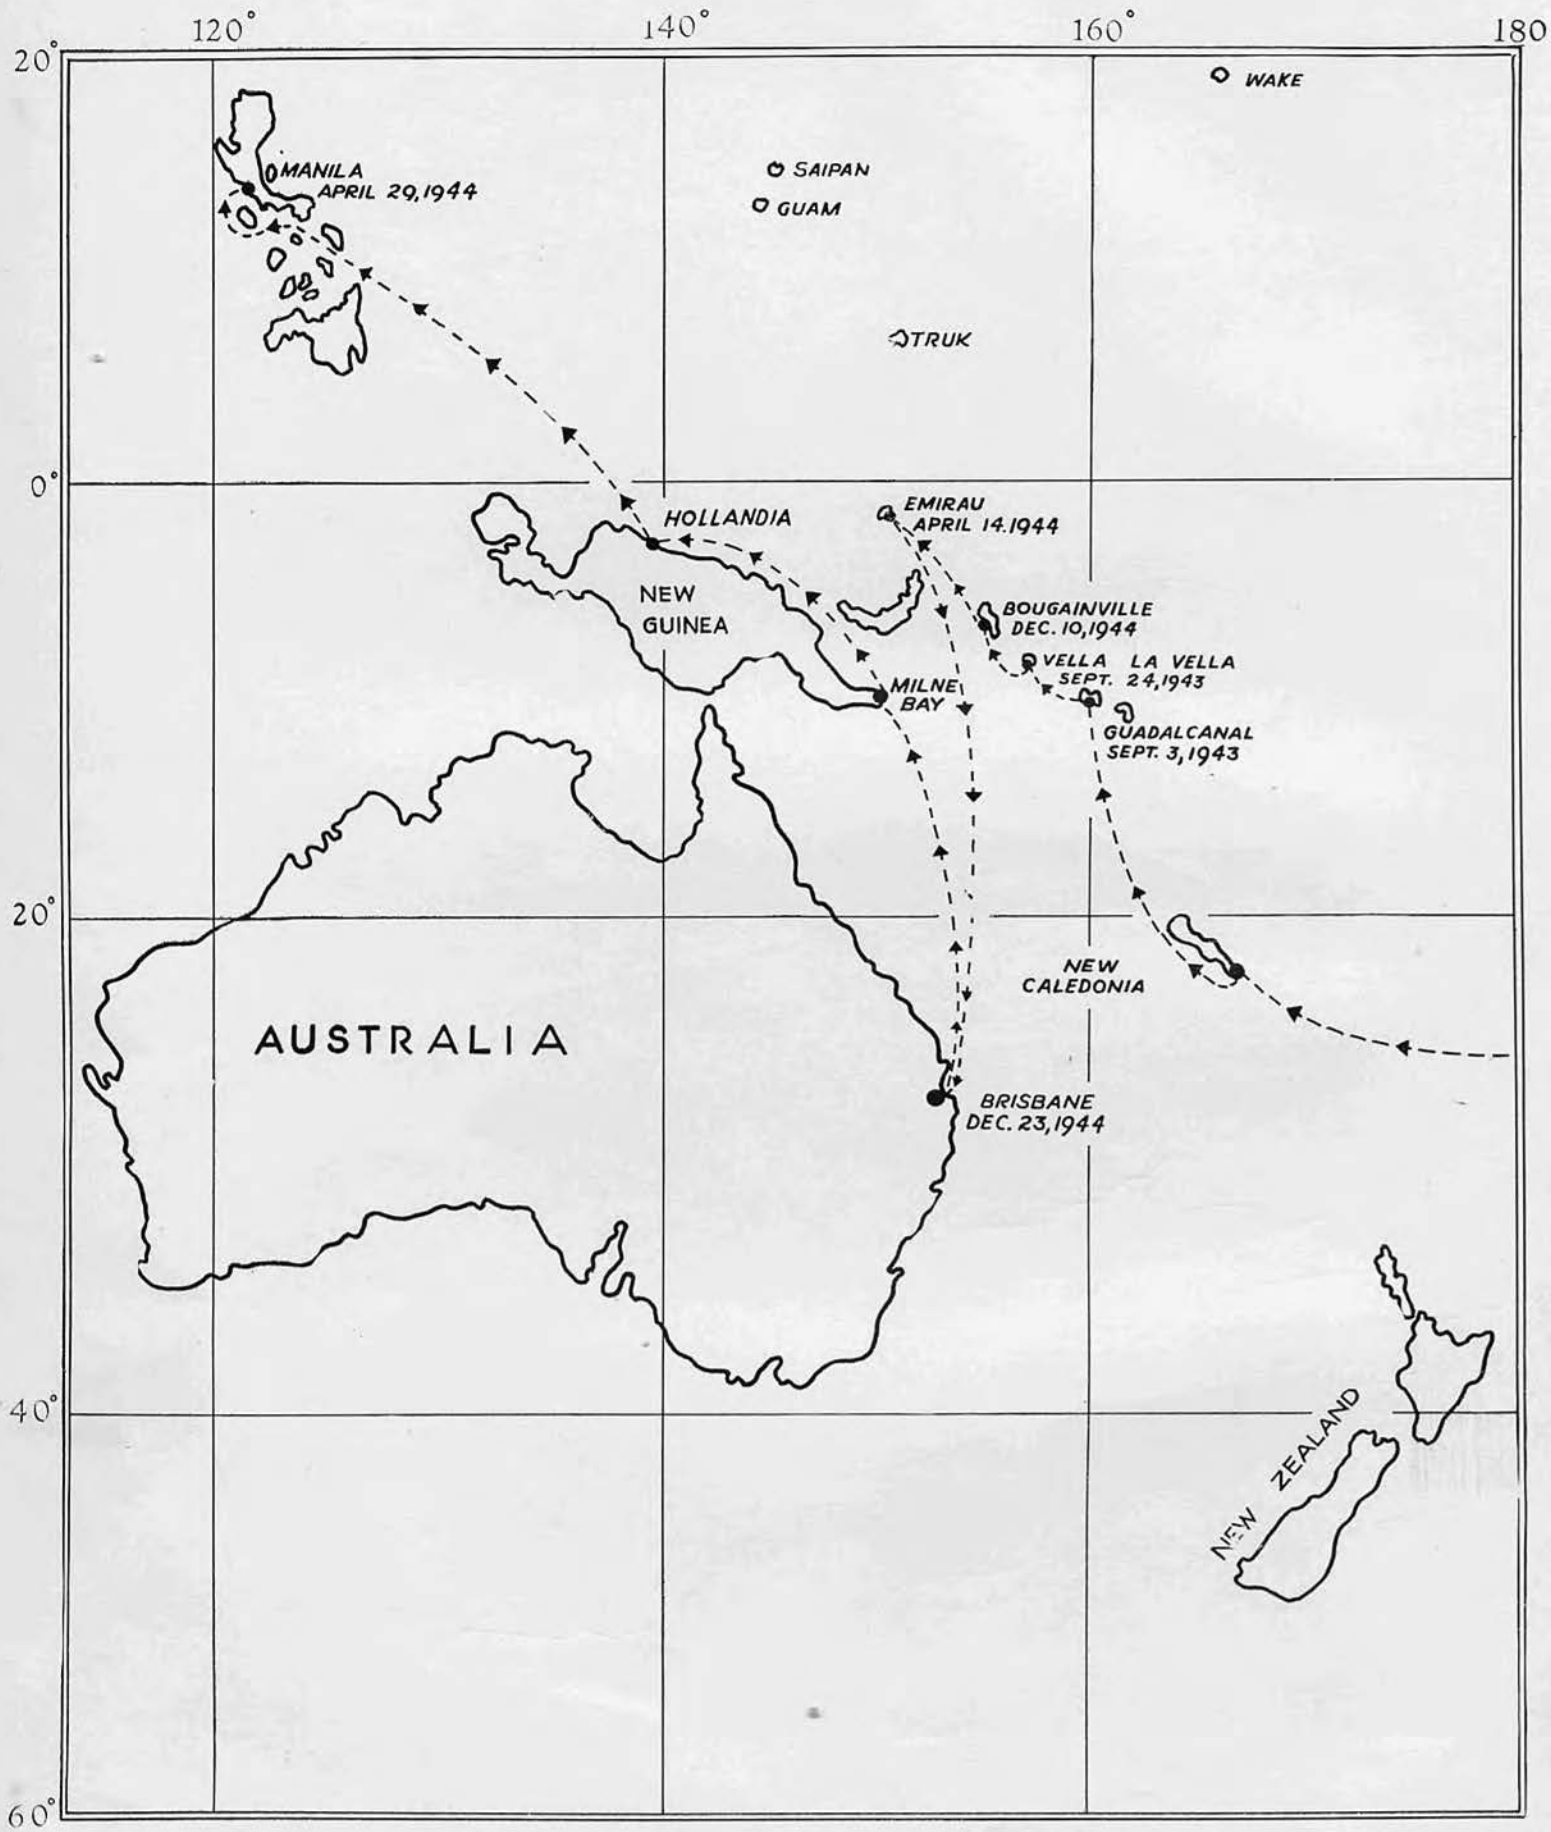 120°
140°
160°
180
20°
WAKE
MANILA
APRIL 29,1944
SAIPAN
GUAM
TRUK
0°
HOLLANDIA
EMIRAU
APRIL 14.1944
NEW
GUINEA
BOUGAINVILLE
DEC. 10,1944
VELLA LA VELLA
SEPT. 24,1943
MILNE
BAY
GUADALCANAL
SEPT. 3,1943
20°
NEW
CALEDONIA
AUSTRALIA
BRISBANE
DEC. 23,1944
40°
NEW ZEALAND
60°